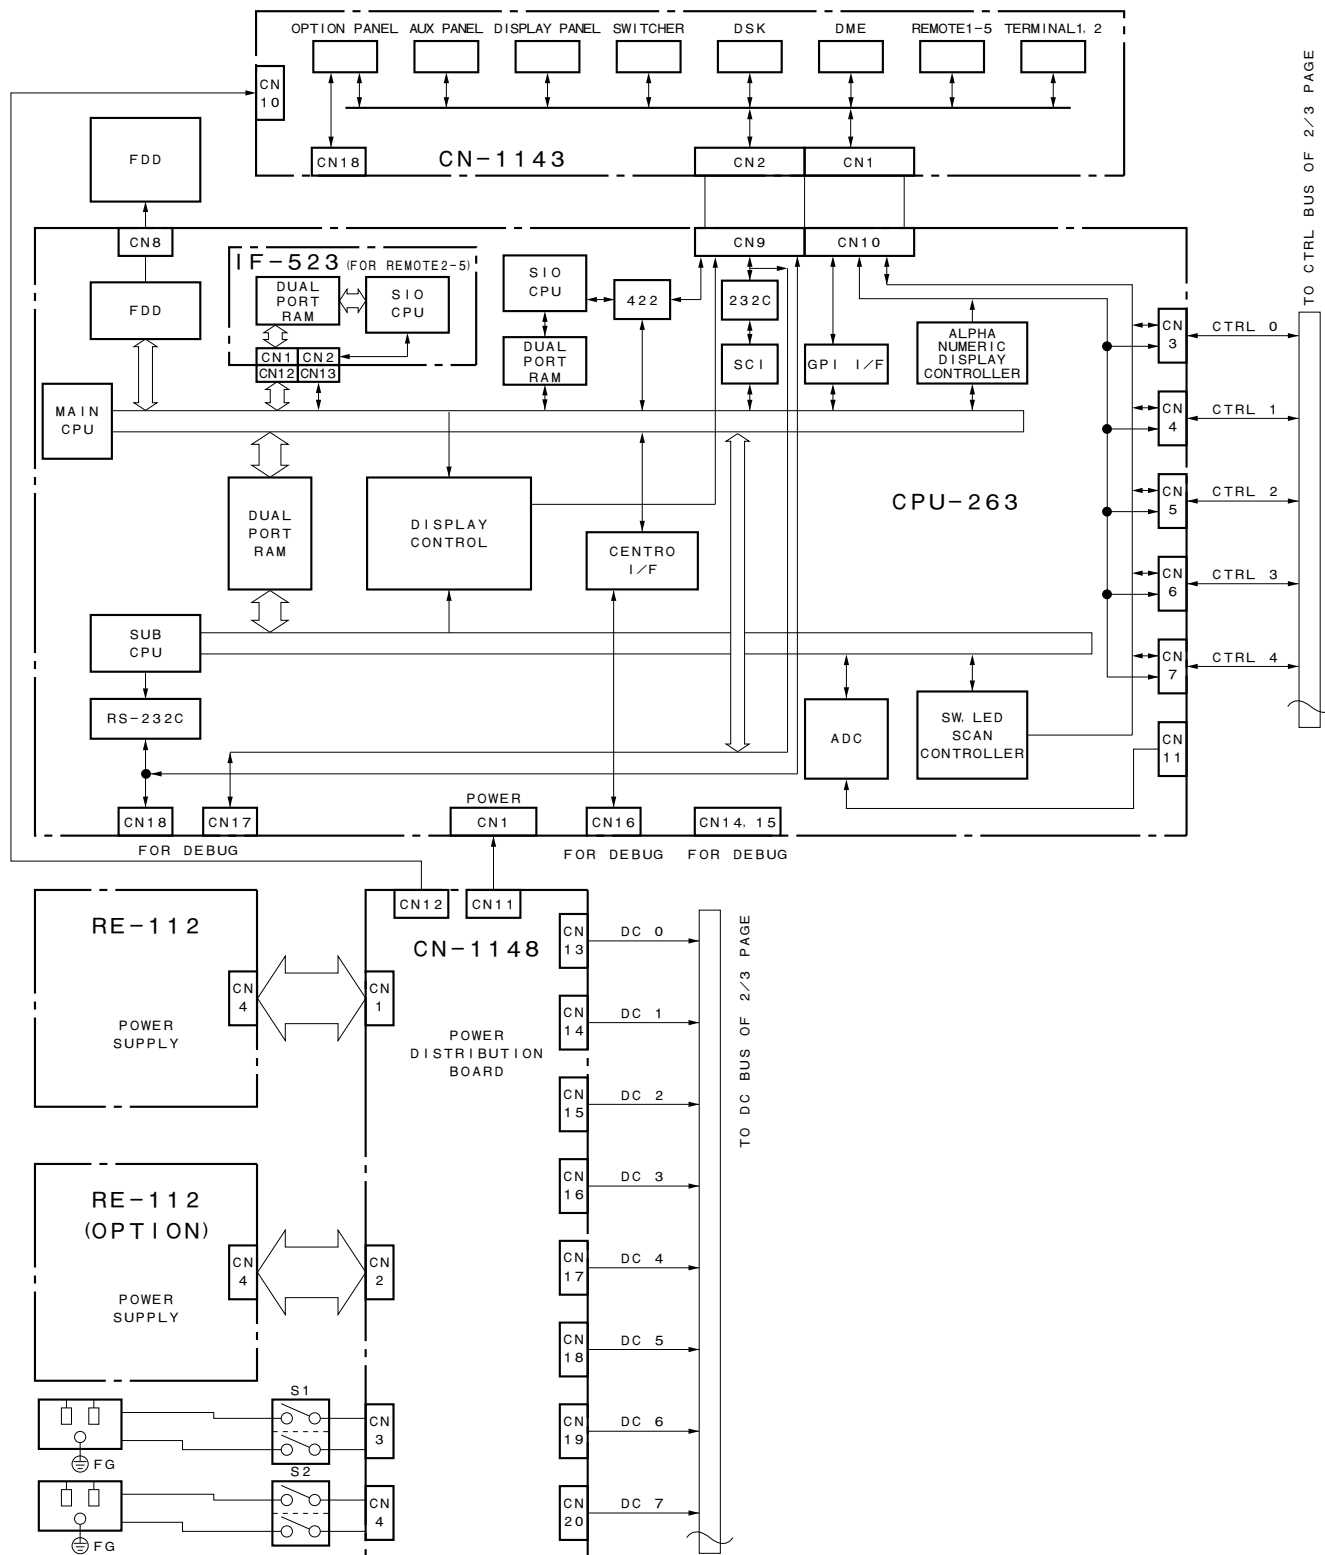 OPTION PANEL AUX PANEL DISPLAY PANEL SWITCHER DSK DME REMOTE1-5 TERMINAL1, 2
CN
10
CN18
CN-1143
CN2
CN1
TO CTRL BUS OF 2/3 PAGE
FDD
CN8
FDD
IF-523 (FOR REMOTE2-5)
DUAL
PORT
RAM
SIO
CPU
CN1
CN2
CN12
CN13
CN9
CN10
SIO
CPU
422
232C
DUAL
PORT
RAM
SCI
GPI I/F
ALPHA
NUMERIC
DISPLAY
CONTROLLER
CN
3
CTRL 0
MAIN
CPU
CN
4
CTRL 1
DUAL
PORT
RAM
DISPLAY
CONTROL
CENTRO
I/F
CPU-263
CN
5
CTRL 2
CN
6
CTRL 3
SUB
CPU
CN
7
CTRL 4
RS-232C
ADC
SW, LED
SCAN
CONTROLLER
CN
11
POWER
CN18
CN17
CN1
CN16
CN14, 15
FOR DEBUG
FOR DEBUG
FOR DEBUG
RE-112
CN
4
POWER
SUPPLY
CN12
CN11
CN-1148
CN
1
POWER
DISTRIBUTION
BOARD
CN
13
DC 0
CN
14
DC 1
CN
15
DC 2
CN
16
DC 3
CN
17
DC 4
CN
18
DC 5
CN
19
DC 6
CN
20
DC 7
TO DC BUS OF 2/3 PAGE
RE-112
(OPTION)
CN
4
POWER
SUPPLY
CN
2
S1
CN
3
FG
S2
CN
4
FG